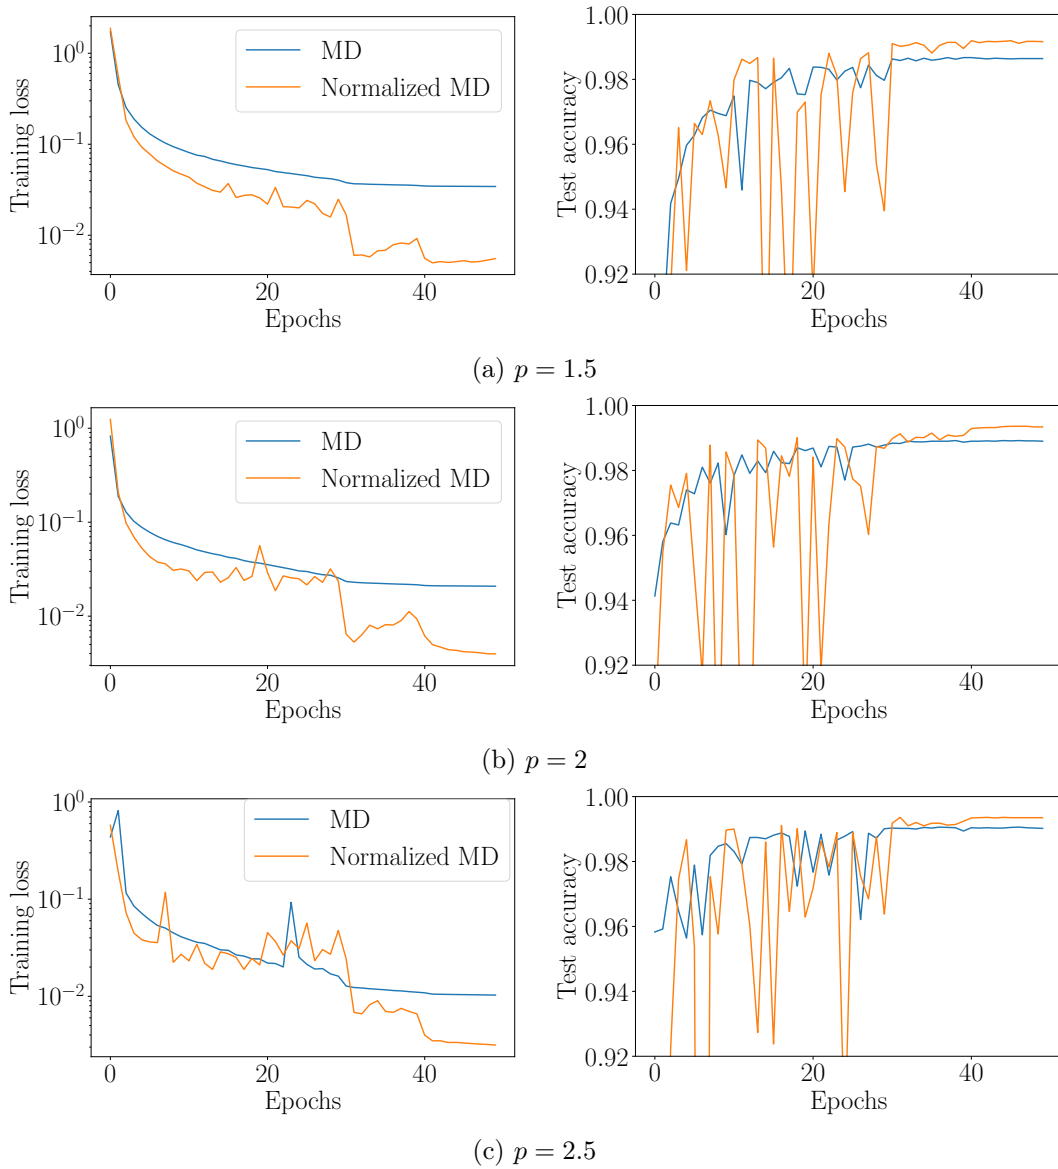 MD
Normalized MD
Training loss
10^0
10^{-1}
10^{-2}
0 20 40
Epochs
Test accuracy
1.00
0.98
0.96
0.94
0.92
0 20 40
Epochs
(a) p = 1.5
MD
Normalized MD
Training loss
10^0
10^{-1}
10^{-2}
0 20 40
Epochs
Test accuracy
1.00
0.98
0.96
0.94
0.92
0 20 40
Epochs
(b) p = 2
MD
Normalized MD
Training loss
10^0
10^{-1}
10^{-2}
0 20 40
Epochs
Test accuracy
1.00
0.98
0.96
0.94
0.92
0 20 40
Epochs
(c) p = 2.5